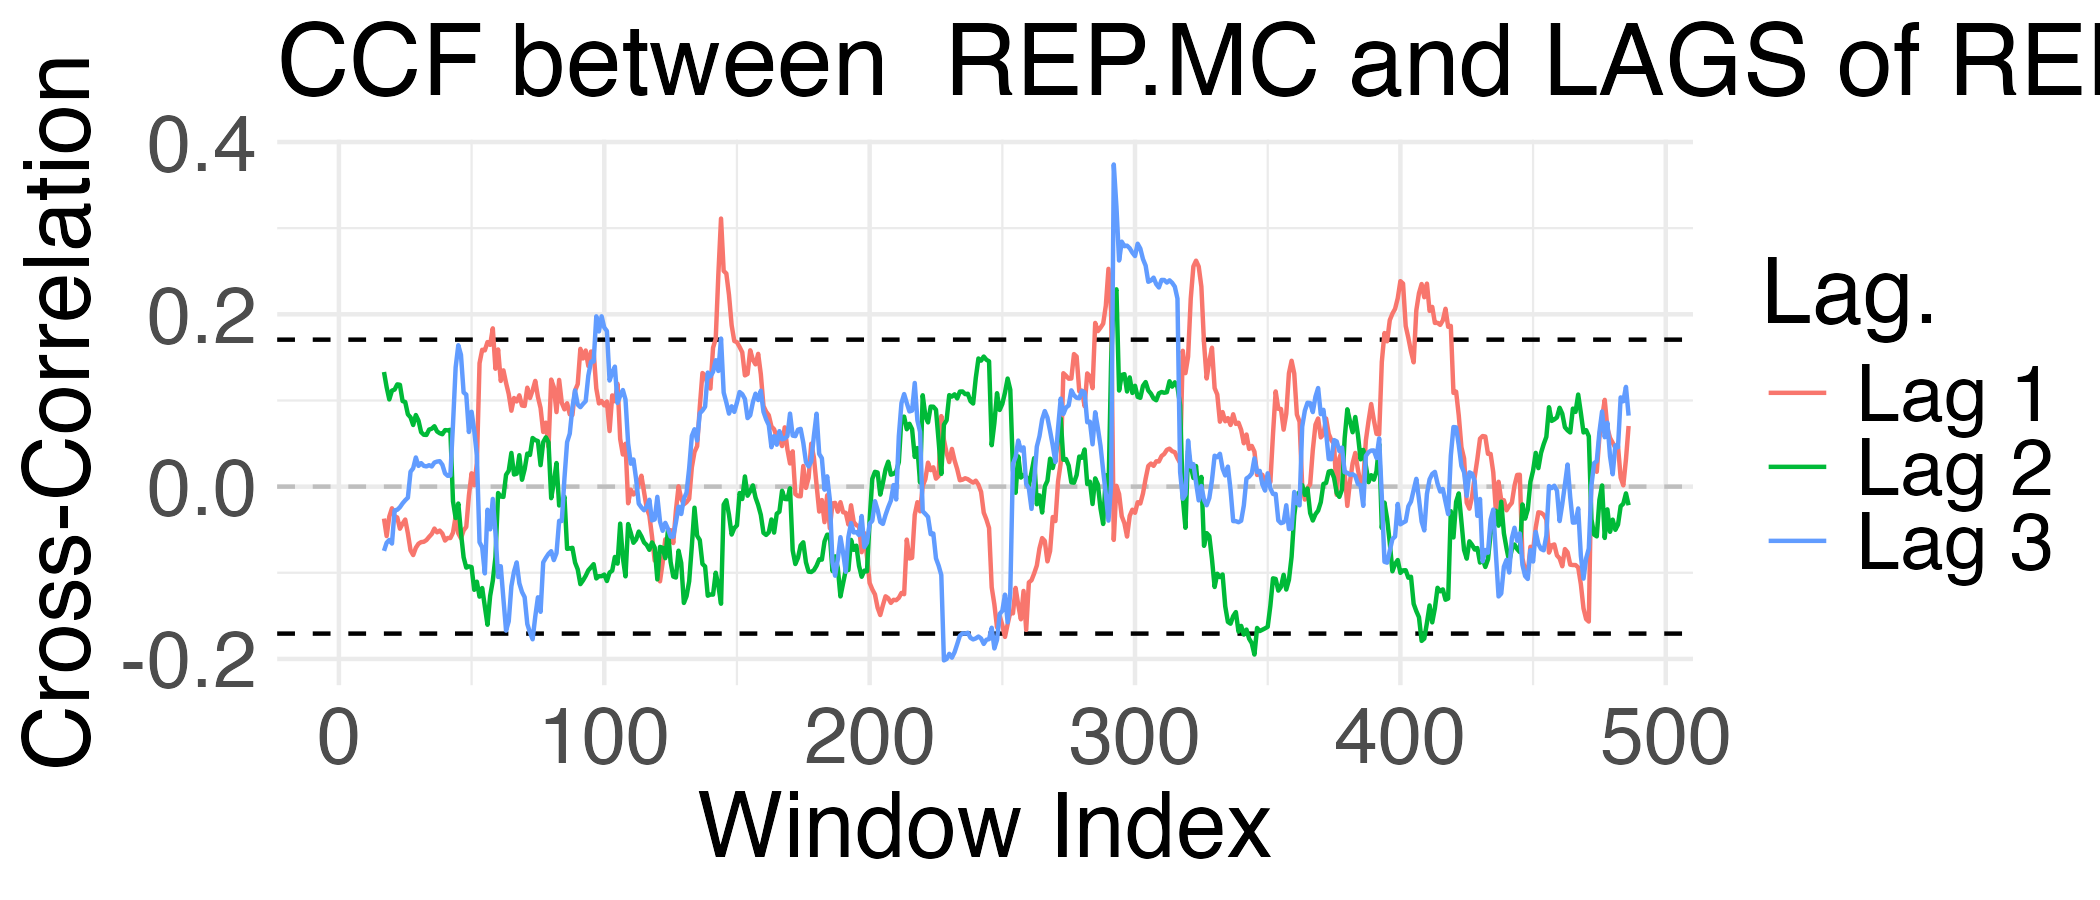 CCF between  REP.MC and LAGS of
Cross-Correlation
0.4
0.2
0.0
-0.2
0
100
200
300
400
500
Window Index
Lag.
Lag 1
Lag 2
Lag 3